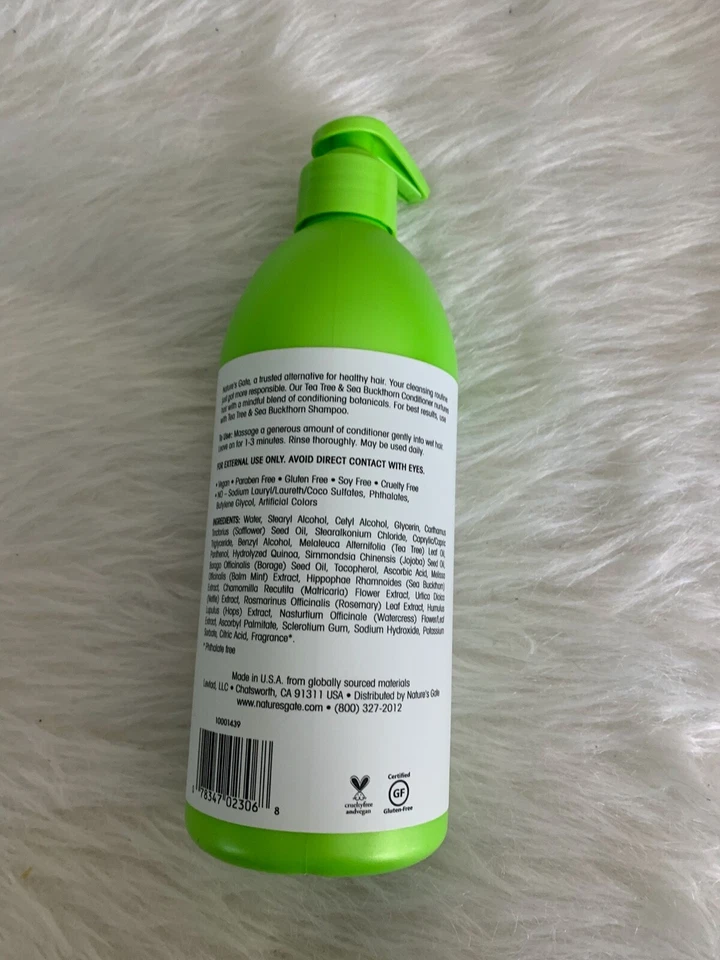 Nature's Gate, a trusted alternative for healthy hair. Your cleansing routine
just got more responsible. Our Tea Tree & Sea Buckthorn Conditioner nurtures
hair with a mindful blend of conditioning botanicals. For best results, use
with Tea Tree & Sea Buckthorn Shampoo.
To Use: Massage a generous amount of conditioner gently into wet hair.
Leave on for 1-3 minutes. Rinse thoroughly. May be used daily.
FOR EXTERNAL USE ONLY. AVOID DIRECT CONTACT WITH EYES.
• Vegan • Paraben Free • Gluten Free • Soy Free • Cruelty Free
• NO - Sodium Lauryl/Laureth/Coco Sulfates, Phthalates,
Butylene Glycol, Artificial Colors
INGREDIENTS: Water, Stearyl Alcohol, Cetyl Alcohol, Glycerin, Carthamus
Tinctorius (Safflower) Seed Oil, Stearalkonium Chloride, Caprylic/Capric
Triglyceride, Benzyl Alcohol, Melaleuca Alternifolia (Tea Tree) Leaf Oil,
Panthenol, Hydrolyzed Quinoa, Simmondsia Chinensis (Jojoba) Seed Oil,
Borago Officinalis (Borage) Seed Oil, Tocopherol, Ascorbic Acid, Melissa
Officinalis (Balm Mint) Extract, Hippophae Rhamnoides (Sea Buckthorn)
Extract, Chamomilla Recutita (Matricaria) Flower Extract, Urtica Dioica
(Nettle) Extract, Rosmarinus Officinalis (Rosemary) Leaf Extract, Humulus
Lupulus (Hops) Extract, Nasturtium Officinale (Watercress) Flower/Leaf
Extract, Ascorbyl Palmitate, Sclerotium Gum, Sodium Hydroxide, Potassium
Sorbate, Citric Acid, Fragrance*.
*Phthalate free
Made in U.S.A. from globally sourced materials
Levlad, LLC • Chatsworth, CA 91311 USA • Distributed by Nature's Gate
www.naturesgate.com • (800) 327-2012
10001439
78347 02306 8
crueltyfree
andvegan
Certified
GF
Gluten-Free